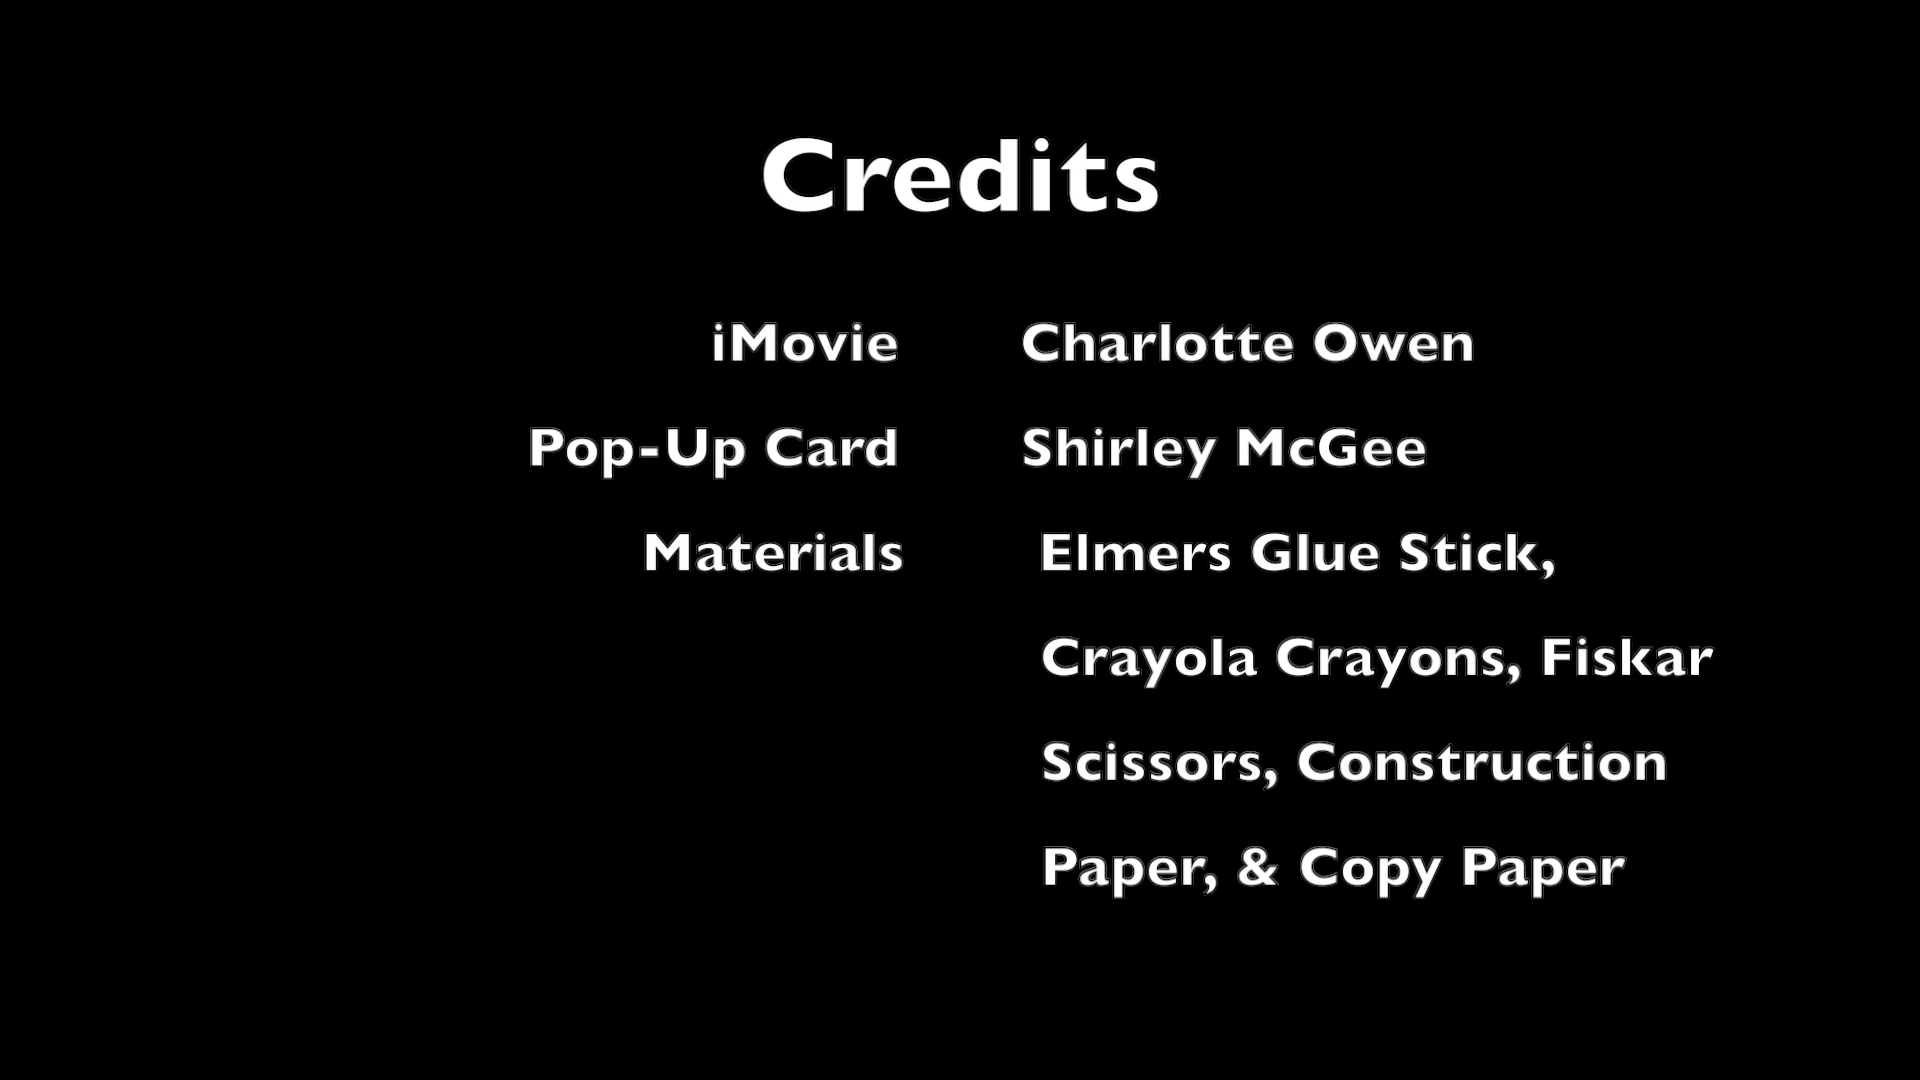 Credits
iMovie Charlotte Owen
Pop-Up Card Shirley McGee
Materials Elmers Glue Stick,
Crayola Crayons, Fiskar
Scissors, Construction
Paper, & Copy Paper